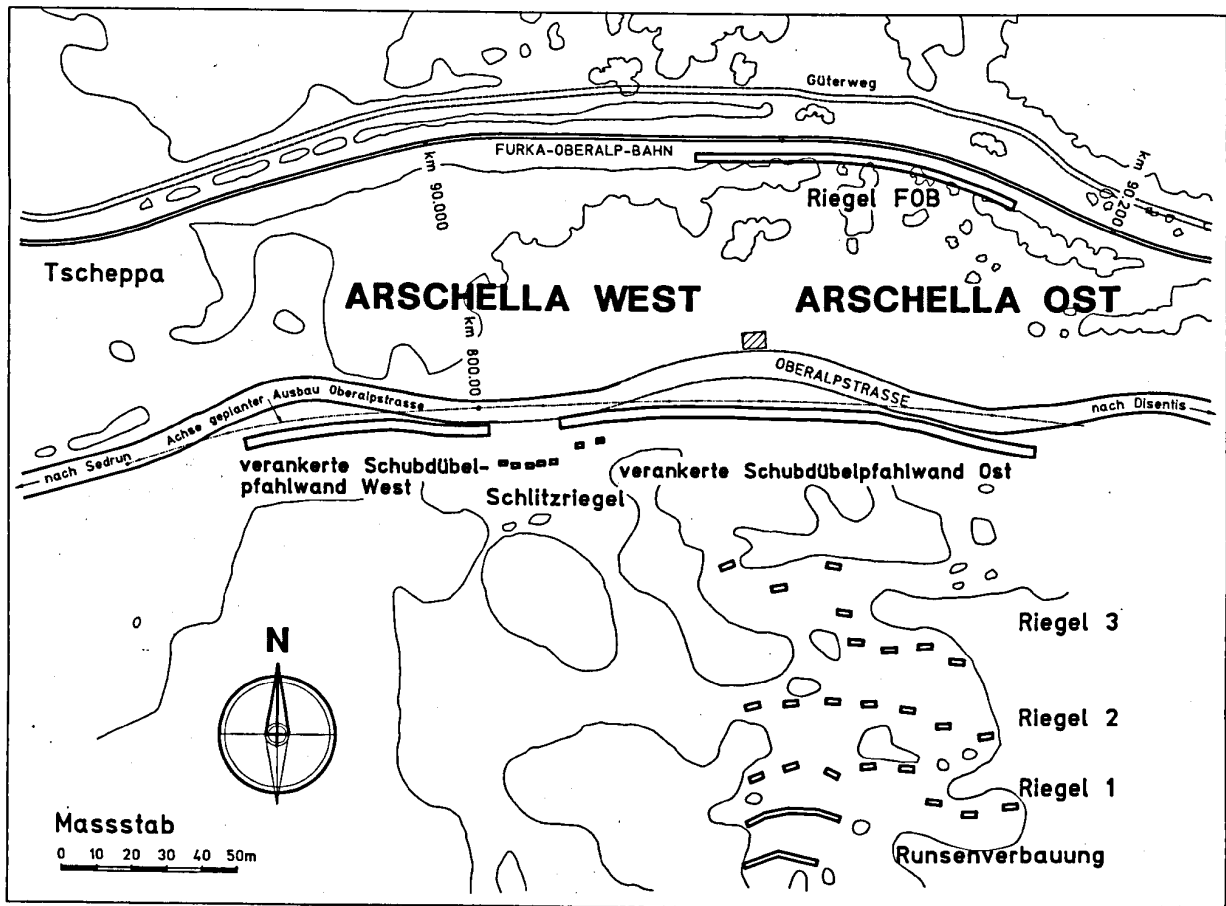 Güterweg
FURKA-OBERALP-BAHN
km 90.000
km 90.200
Riegel FOB
Tscheppa
ARSCHELLA WEST
ARSCHELLA OST
km 800.00
OBERALPSTRASSE
Achse geplanter Ausbau Oberalpstrasse
nach Sedrun
nach Disentis
verankerte Schubdübel-
pfahlwand West
Schlitzriegel
verankerte Schubdübelpfahlwand Ost
Riegel 3
N
Riegel 2
Riegel 1
Massstab
0 10 20 30 40 50m
Runsenverbauung